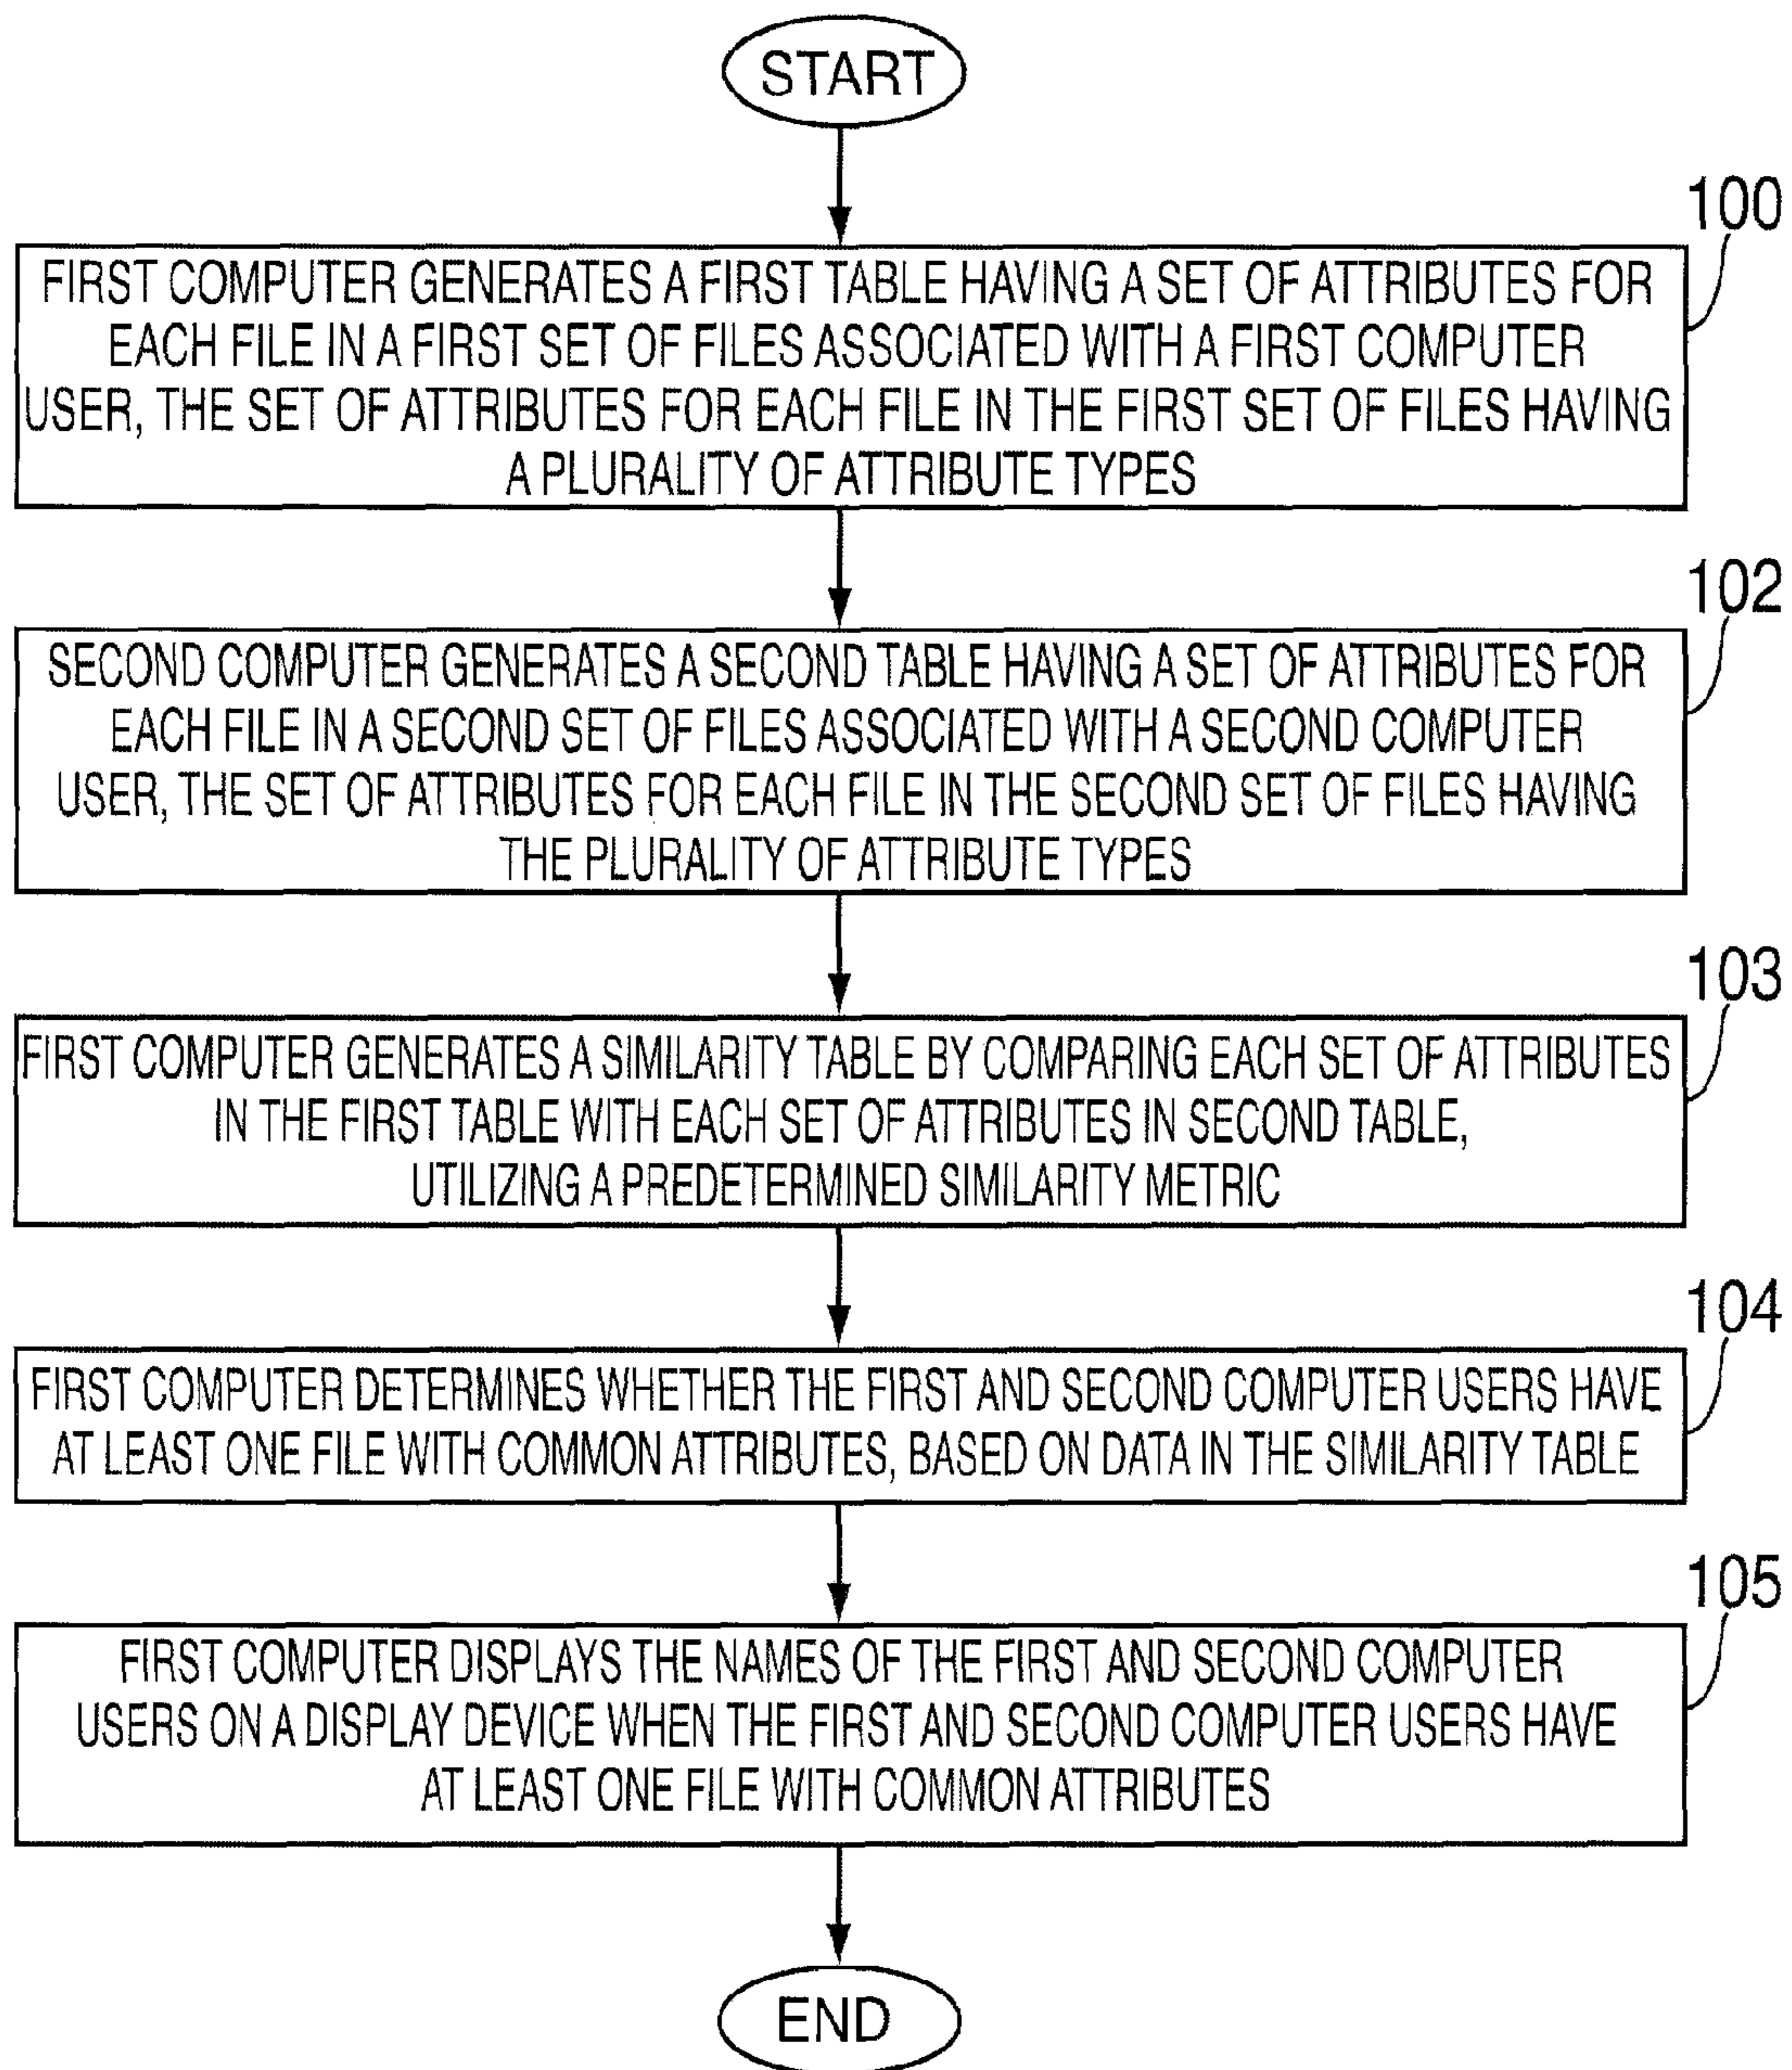 START
100
FIRST COMPUTER GENERATES A FIRST TABLE HAVING A SET OF ATTRIBUTES FOR
EACH FILE IN A FIRST SET OF FILES ASSOCIATED WITH A FIRST COMPUTER
USER, THE SET OF ATTRIBUTES FOR EACH FILE IN THE FIRST SET OF FILES HAVING
A PLURALITY OF ATTRIBUTE TYPES
102
SECOND COMPUTER GENERATES A SECOND TABLE HAVING A SET OF ATTRIBUTES FOR
EACH FILE IN A SECOND SET OF FILES ASSOCIATED WITH A SECOND COMPUTER
USER, THE SET OF ATTRIBUTES FOR EACH FILE IN THE SECOND SET OF FILES HAVING
THE PLURALITY OF ATTRIBUTE TYPES
103
FIRST COMPUTER GENERATES A SIMILARITY TABLE BY COMPARING EACH SET OF ATTRIBUTES
IN THE FIRST TABLE WITH EACH SET OF ATTRIBUTES IN SECOND TABLE,
UTILIZING A PREDETERMINED SIMILARITY METRIC
104
FIRST COMPUTER DETERMINES WHETHER THE FIRST AND SECOND COMPUTER USERS HAVE
AT LEAST ONE FILE WITH COMMON ATTRIBUTES, BASED ON DATA IN THE SIMILARITY TABLE
105
FIRST COMPUTER DISPLAYS THE NAMES OF THE FIRST AND SECOND COMPUTER
USERS ON A DISPLAY DEVICE WHEN THE FIRST AND SECOND COMPUTER USERS HAVE
AT LEAST ONE FILE WITH COMMON ATTRIBUTES
END